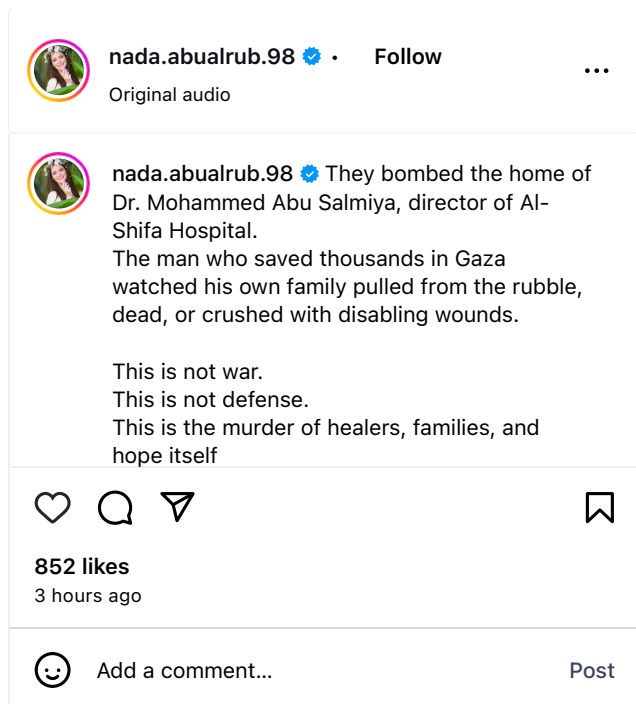 nada.abualrub.98 · Follow
Original audio
nada.abualrub.98 They bombed the home of
Dr. Mohammed Abu Salmiya, director of Al-
Shifa Hospital.
The man who saved thousands in Gaza
watched his own family pulled from the rubble,
dead, or crushed with disabling wounds.
This is not war.
This is not defense.
This is the murder of healers, families, and
hope itself
852 likes
3 hours ago
Add a comment...
Post